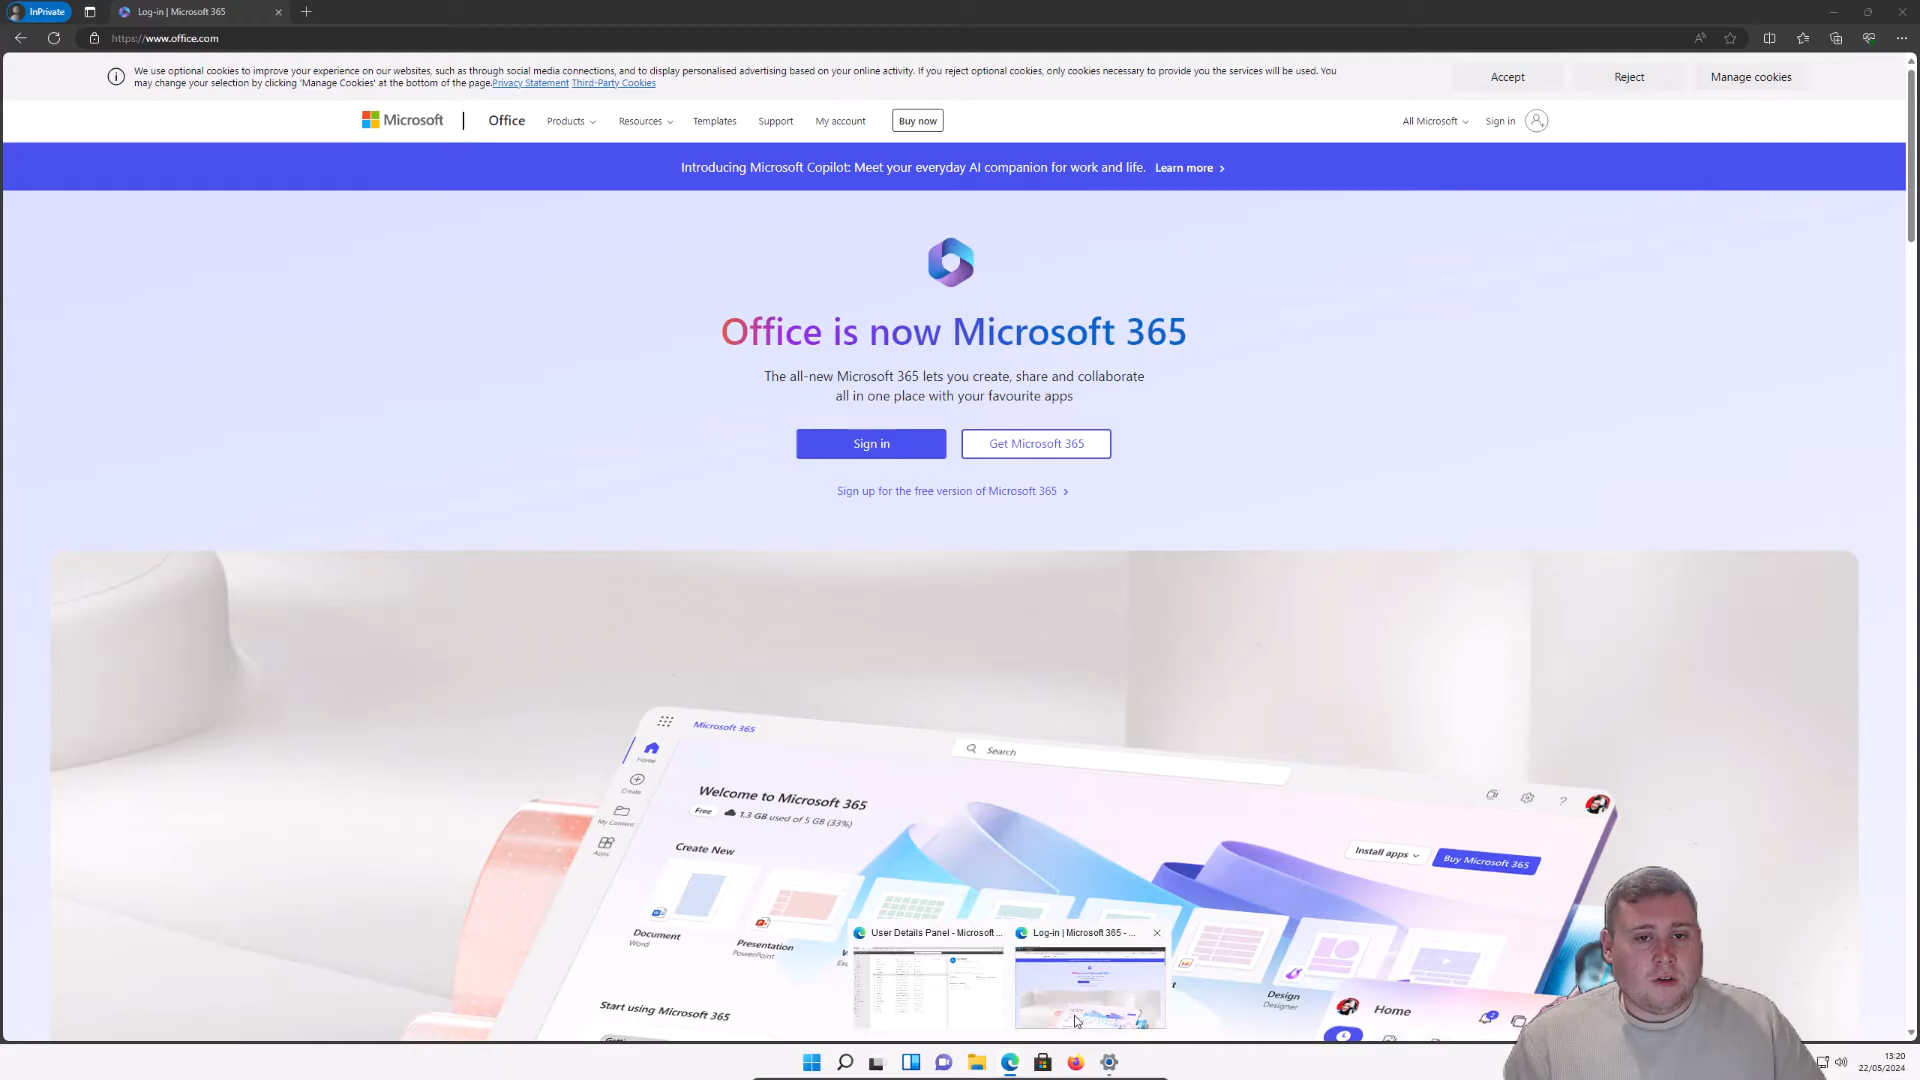 InPrivate
Log-in | Microsoft 365
https://www.office.com
We use optional cookies to improve your experience on our websites, such as through social media connections, and to display personalised advertising based on your online activity. If you reject optional cookies, only cookies necessary to provide you the services will be used. You
may change your selection by clicking 'Manage Cookies' at the bottom of the page.Privacy Statement Third-Party Cookies
Accept
Reject
Manage cookies
Microsoft
Office
Products
Resources
Templates
Support
My account
Buy now
All Microsoft
Sign in
Introducing Microsoft Copilot: Meet your everyday AI companion for work and life. Learn more
Office is now Microsoft 365
The all-new Microsoft 365 lets you create, share and collaborate
all in one place with your favourite apps
Sign in
Get Microsoft 365
Sign up for the free version of Microsoft 365
Microsoft 365
Search
Home
Create
My Content
Apps
Welcome to Microsoft 365
Free
1.3 GB used of 5 GB (33%)
Install apps
Buy Microsoft 365
Create New
Document
Word
Presentation
PowerPoint
Design
Designer
Start using Microsoft 365
Home
2
User Details Panel - Microsoft ...
Log-in | Microsoft 365 - ...
13:20
22/05/2024